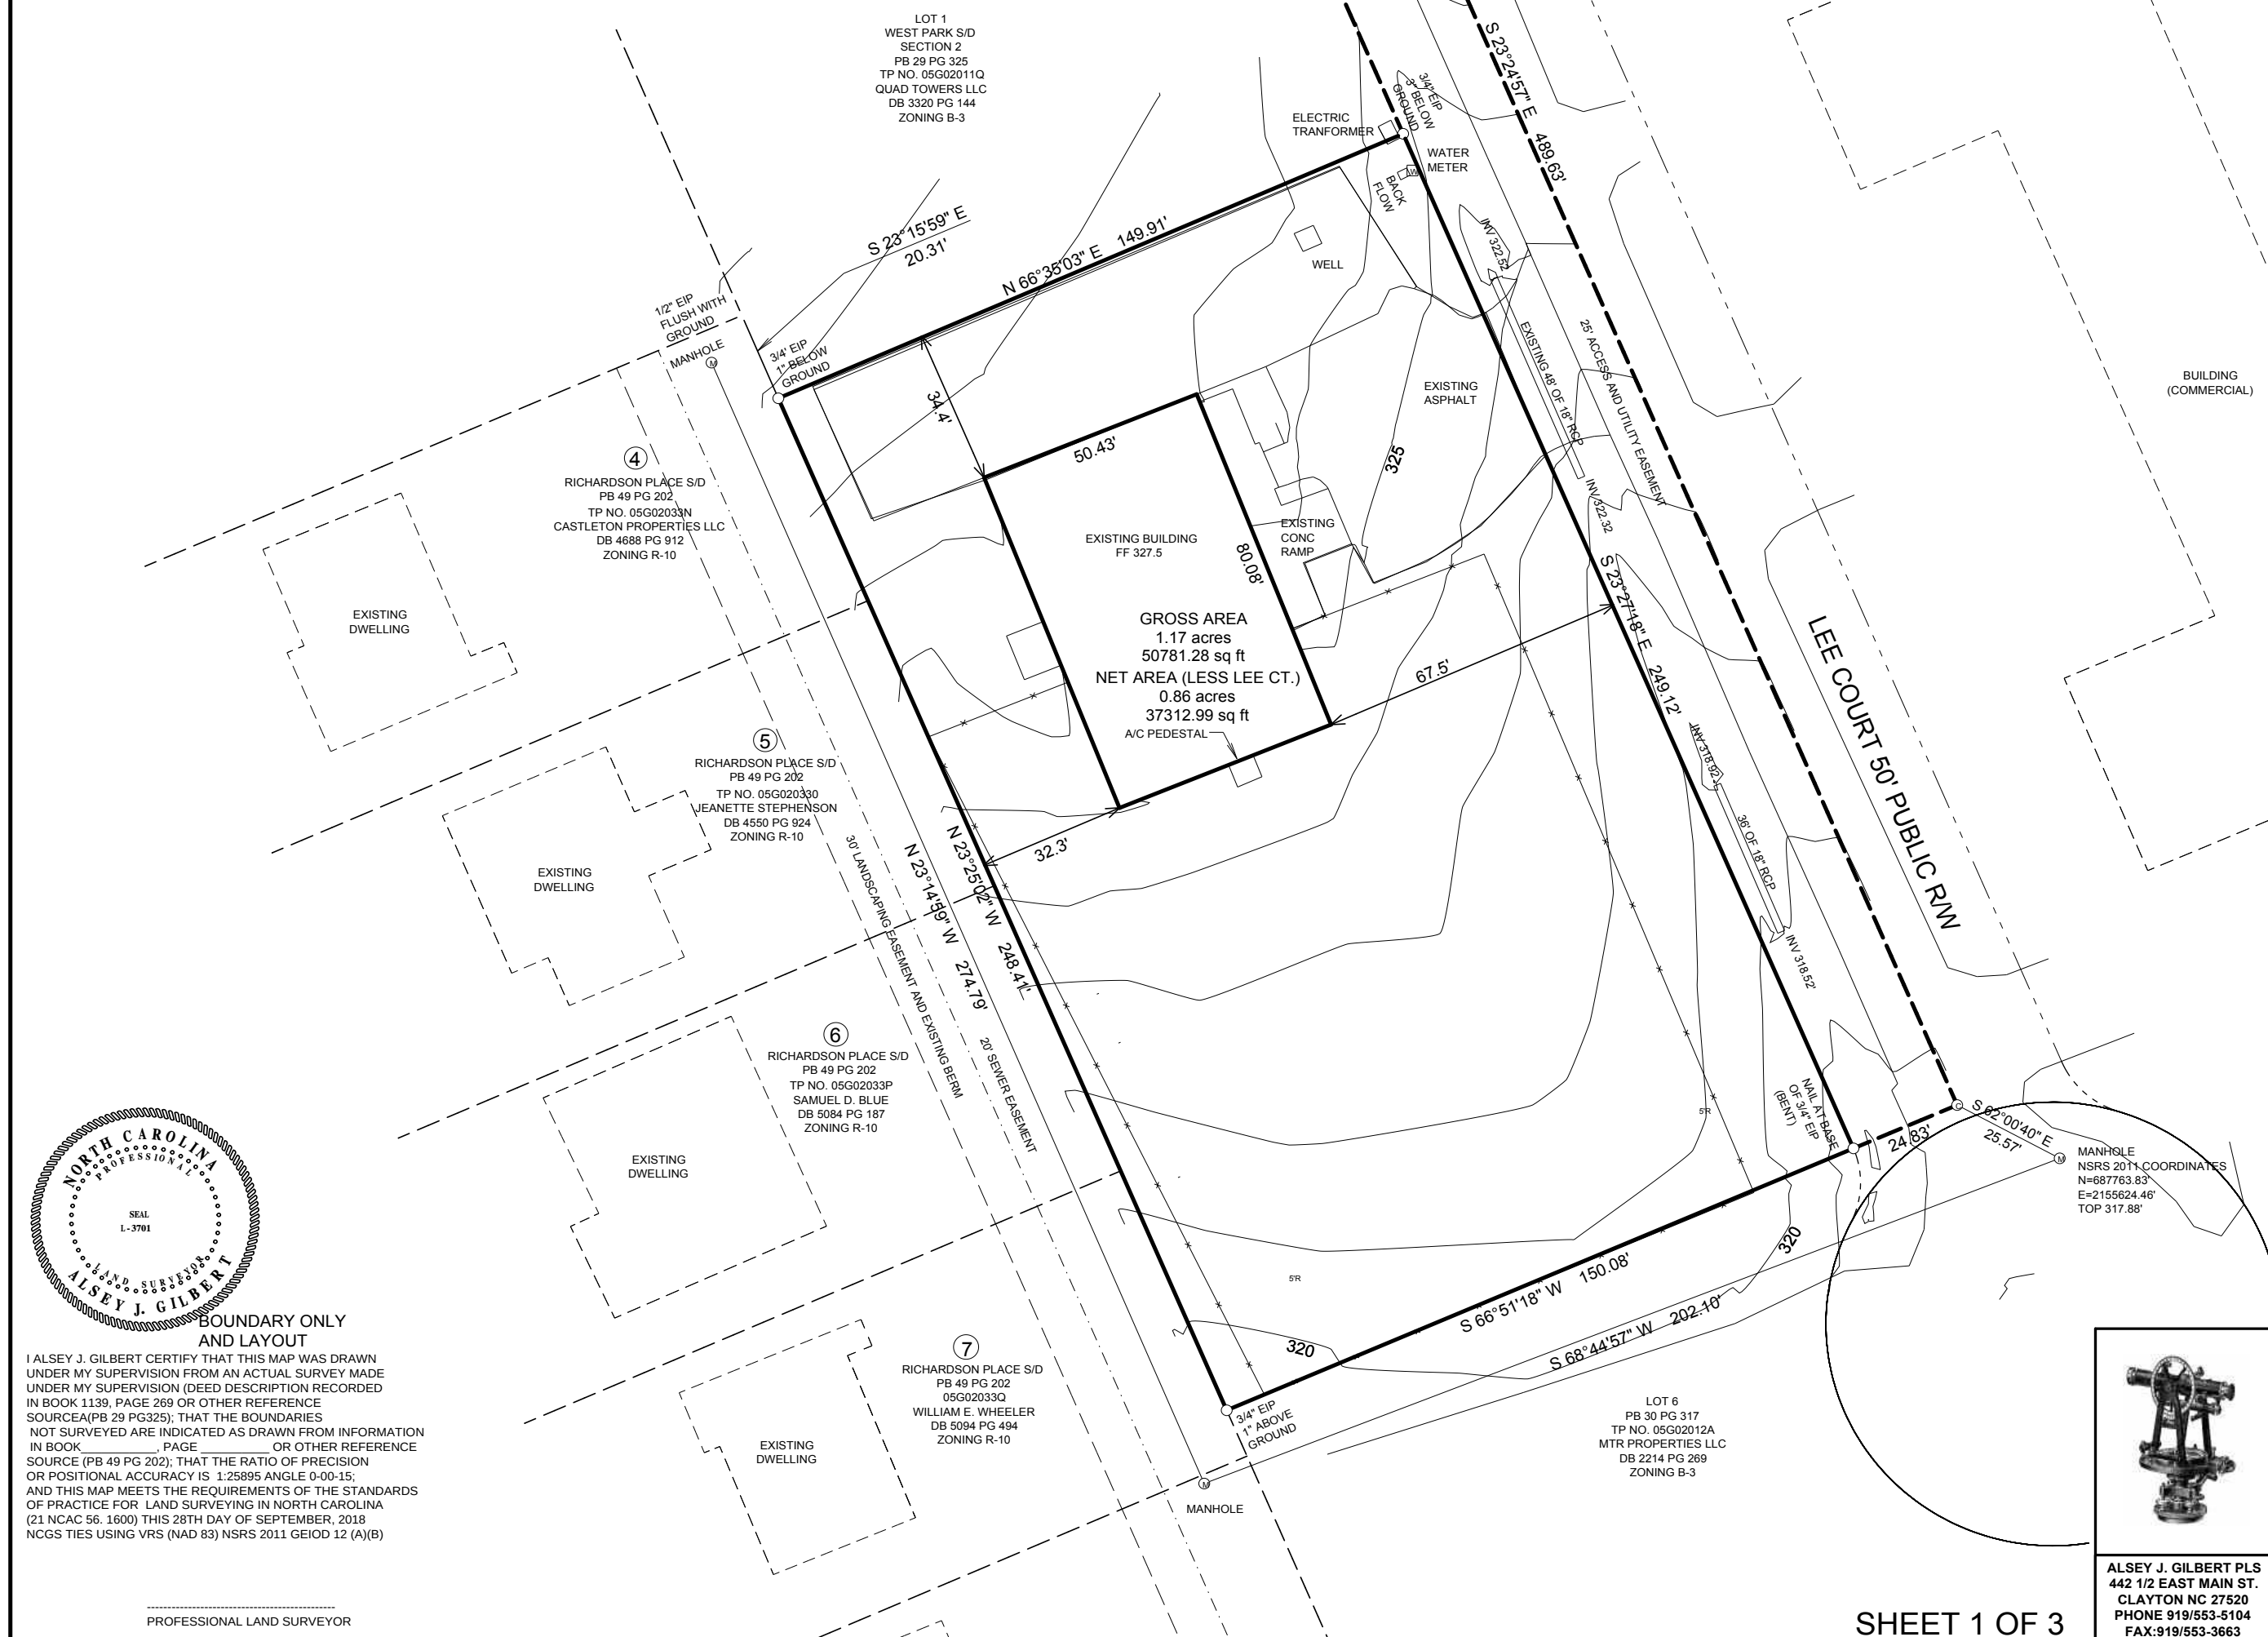 LOT 1
WEST PARK S/D
SECTION 2
PB 29 PG 325
TP NO. 05G02011Q
QUAD TOWERS LLC
DB 3320 PG 144
ZONING B-3
S 23°24'57" E 489.63'
3/4" EIP
3" BELOW
GROUND
ELECTRIC
TRANFORMER
WATER
METER
W
BACK
FLOW
S 23°15'59" E
20.31'
N 66°35'03" E 149.91'
WELL
INV 322.52
1/2" EIP
FLUSH WITH
GROUND
MANHOLE
M
3/4' EIP
1" BELOW
GROUND
EXISTING 48' OF 18" RCP
25' ACCESS AND UTILITY EASEMENT
BUILDING
(COMMERCIAL)
EXISTING
ASPHALT
34.4'
50.43'
325
4
RICHARDSON PLACE S/D
PB 49 PG 202
TP NO. 05G02033N
CASTLETON PROPERTIES LLC
DB 4688 PG 912
ZONING R-10
INV 322.32
EXISTING BUILDING
FF 327.5
EXISTING
CONC
RAMP
80.08'
EXISTING
DWELLING
GROSS AREA
1.17 acres
50781.28 sq ft
NET AREA (LESS LEE CT.)
0.86 acres
37312.99 sq ft
A/C PEDESTAL
67.5'
S 23°27'18" E 249.12'
LEE COURT 50' PUBLIC R/W
5
RICHARDSON PLACE S/D
PB 49 PG 202
TP NO. 05G020330
JEANETTE STEPHENSON
DB 4550 PG 924
ZONING R-10
INV 318.92
36' OF 18" RCP
INV 318.52'
32.3'
EXISTING
DWELLING
30' LANDSCAPING EASEMENT AND EXISTING BERM
N 23°14'59" W 274.79'
N 23°25'02" W 248.41'
20' SEWER EASEMENT
6
RICHARDSON PLACE S/D
PB 49 PG 202
TP NO. 05G02033P
SAMUEL D. BLUE
DB 5084 PG 187
ZONING R-10
EXISTING
DWELLING
NAIL AT BASE
OF 3/4" EIP
(BENT)
5'R
C
S 62°00'40" E
25.57'
24.83'
M
MANHOLE
NSRS 2011 COORDINATES
N=687763.83'
E=2155624.46'
TOP 317.88'
320
5'R
S 66°51'18" W 150.08'
S 68°44'57" W 202.10'
320
7
RICHARDSON PLACE S/D
PB 49 PG 202
05G02033Q
WILLIAM E. WHEELER
DB 5094 PG 494
ZONING R-10
EXISTING
DWELLING
3/4" EIP
1" ABOVE
GROUND
M
MANHOLE
LOT 6
PB 30 PG 317
TP NO. 05G02012A
MTR PROPERTIES LLC
DB 2214 PG 269
ZONING B-3
NORTH CAROLINA
PROFESSIONAL
SEAL
L-3701
LAND SURVEYOR
ALSEY J. GILBERT
BOUNDARY ONLY
AND LAYOUT
I ALSEY J. GILBERT CERTIFY THAT THIS MAP WAS DRAWN
UNDER MY SUPERVISION FROM AN ACTUAL SURVEY MADE
UNDER MY SUPERVISION (DEED DESCRIPTION RECORDED
IN BOOK 1139, PAGE 269 OR OTHER REFERENCE
SOURCEA(PB 29 PG325); THAT THE BOUNDARIES
NOT SURVEYED ARE INDICATED AS DRAWN FROM INFORMATION
IN BOOK___________, PAGE __________ OR OTHER REFERENCE
SOURCE (PB 49 PG 202); THAT THE RATIO OF PRECISION
OR POSITIONAL ACCURACY IS 1:25895 ANGLE 0-00-15;
AND THIS MAP MEETS THE REQUIREMENTS OF THE STANDARDS
OF PRACTICE FOR LAND SURVEYING IN NORTH CAROLINA
(21 NCAC 56. 1600) THIS 28TH DAY OF SEPTEMBER, 2018
NCGS TIES USING VRS (NAD 83) NSRS 2011 GEIOD 12 (A)(B)
PROFESSIONAL LAND SURVEYOR
SHEET 1 OF 3
ALSEY J. GILBERT PLS
442 1/2 EAST MAIN ST.
CLAYTON NC 27520
PHONE 919/553-5104
FAX:919/553-3663